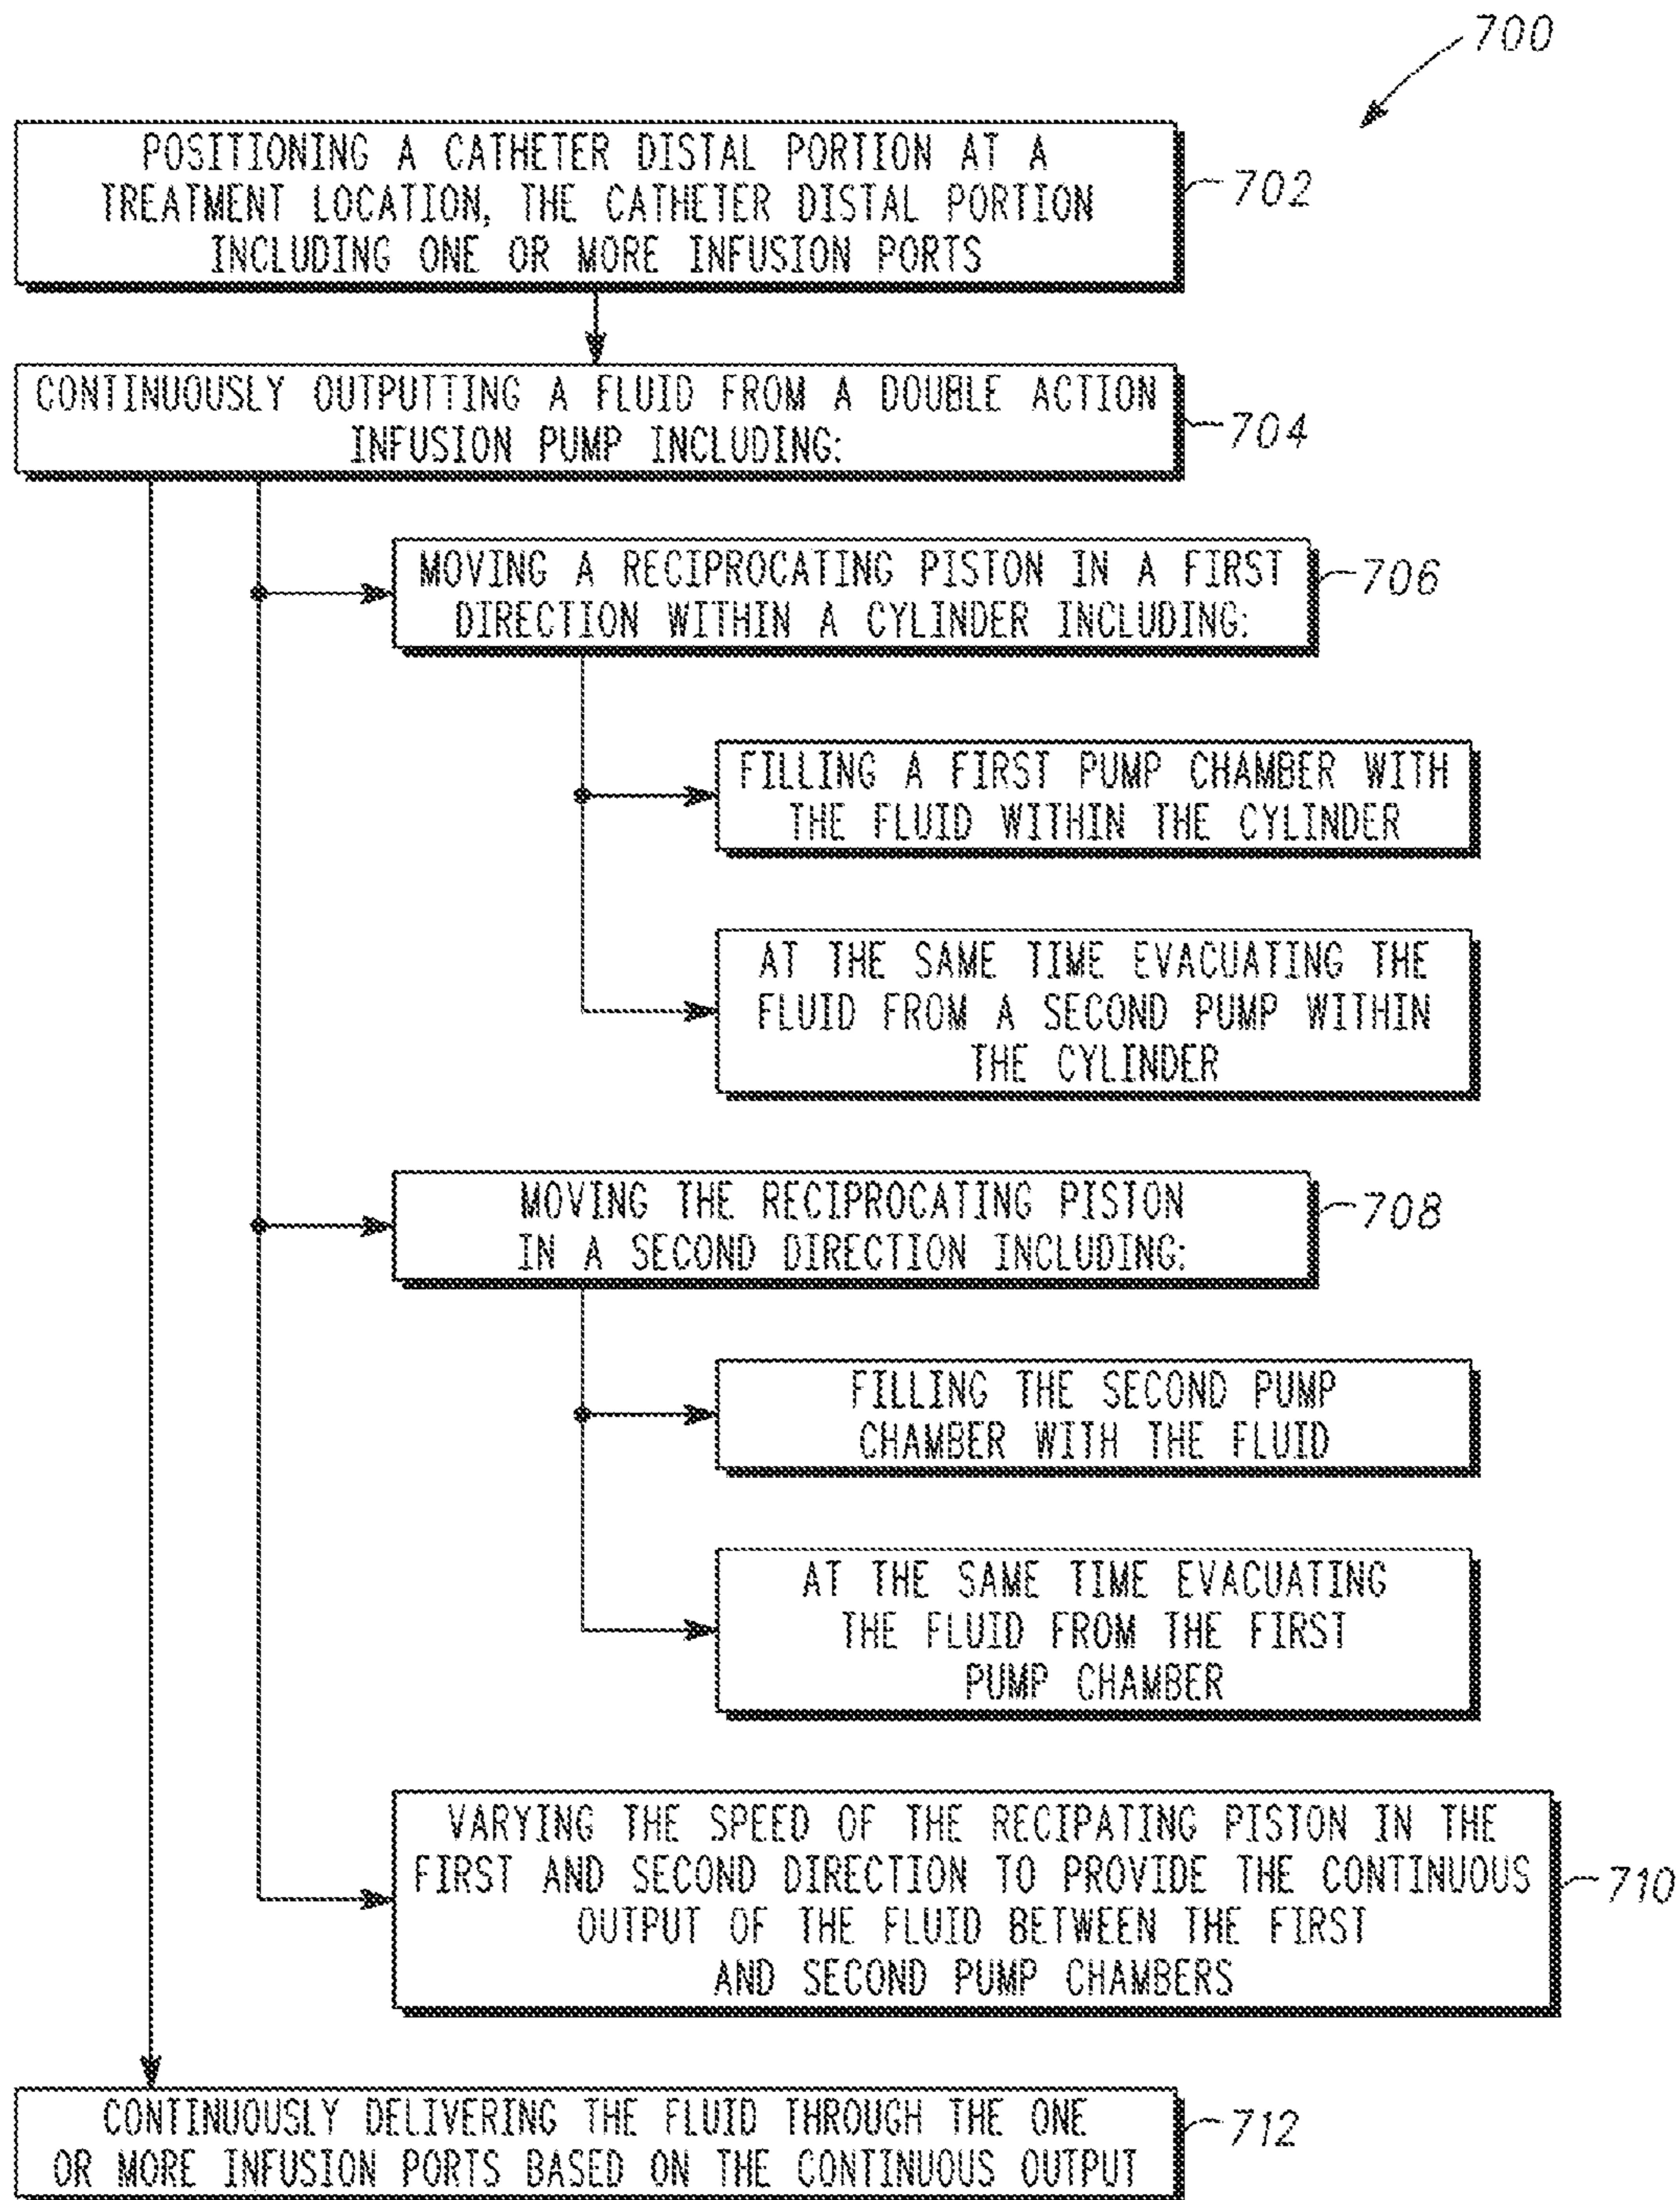 700
POSITIONING A CATHETER DISTAL PORTION AT A
TREATMENT LOCATION, THE CATHETER DISTAL PORTION
INCLUDING ONE OR MORE INFUSION PORTS
702
CONTINUOUSLY OUTPUTTING A FLUID FROM A DOUBLE ACTION
INFUSION PUMP INCLUDING:
704
MOVING A RECIPROCATING PISTON IN A FIRST
DIRECTION WITHIN A CYLINDER INCLUDING:
706
FILLING A FIRST PUMP CHAMBER WITH
THE FLUID WITHIN THE CYLINDER
AT THE SAME TIME EVACUATING THE
FLUID FROM A SECOND PUMP WITHIN
THE CYLINDER
MOVING THE RECIPROCATING PISTON
IN A SECOND DIRECTION INCLUDING:
708
FILLING THE SECOND PUMP
CHAMBER WITH THE FLUID
AT THE SAME TIME EVACUATING
THE FLUID FROM THE FIRST
PUMP CHAMBER
VARYING THE SPEED OF THE RECIPATING PISTON IN THE
FIRST AND SECOND DIRECTION TO PROVIDE THE CONTINUOUS
OUTPUT OF THE FLUID BETWEEN THE FIRST
AND SECOND PUMP CHAMBERS
710
CONTINUOUSLY DELIVERING THE FLUID THROUGH THE ONE
OR MORE INFUSION PORTS BASED ON THE CONTINUOUS OUTPUT
712